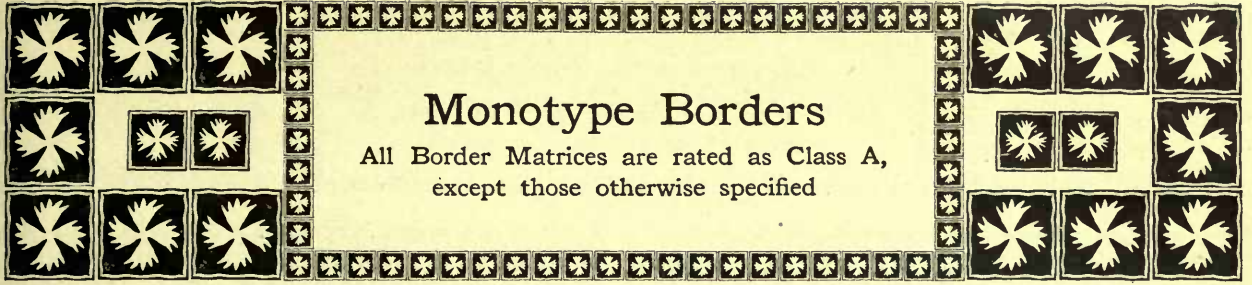 Monotype Borders
All Border Matrices are rated as Class A,
except those otherwise specified